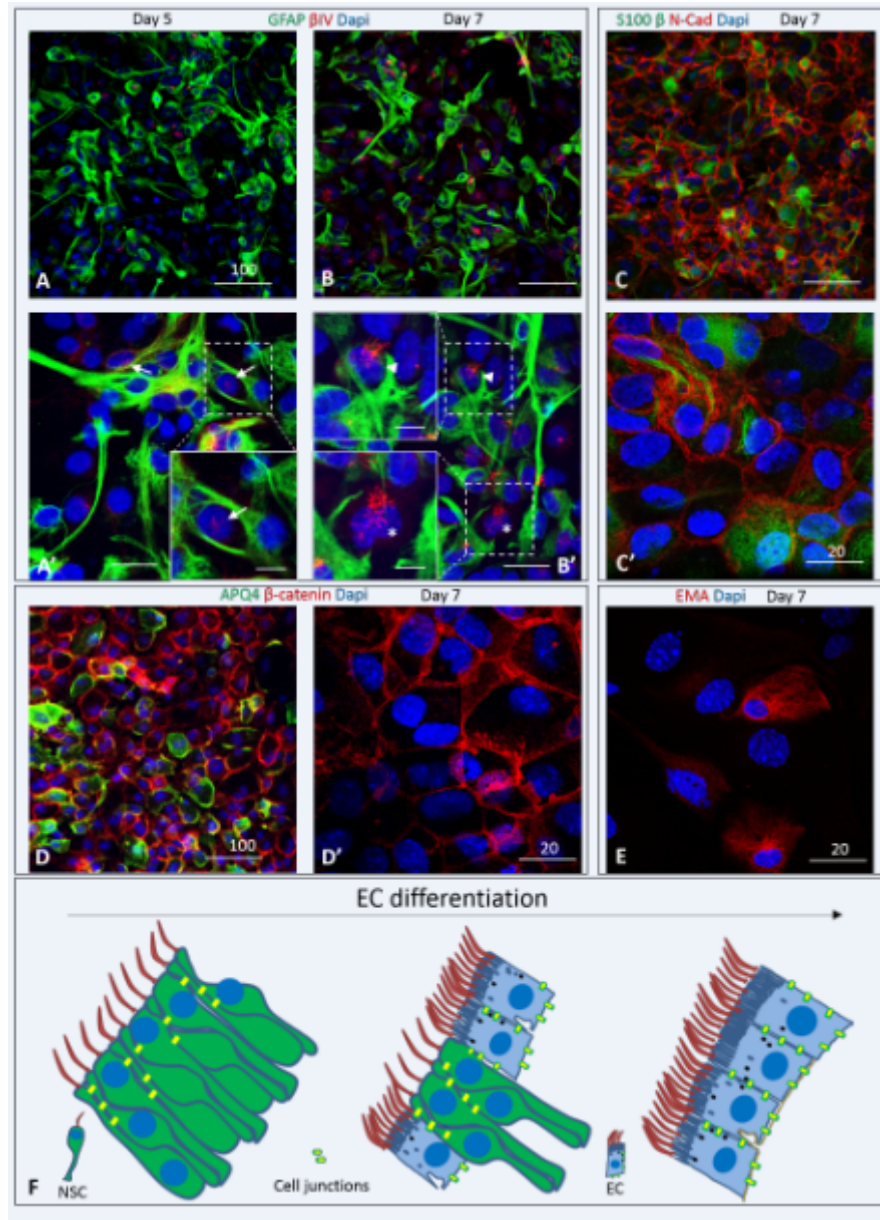 Day 5 GFAP βIV Dapi Day 7
S100 β N-Cad Dapi Day 7
A 100
B
C
A'
B'
*
*
C' 20
APQ4 β-catenin Dapi Day 7
EMA Dapi Day 7
D 100
D' 20
E 20
EC differentiation
F NSC Cell junctions EC